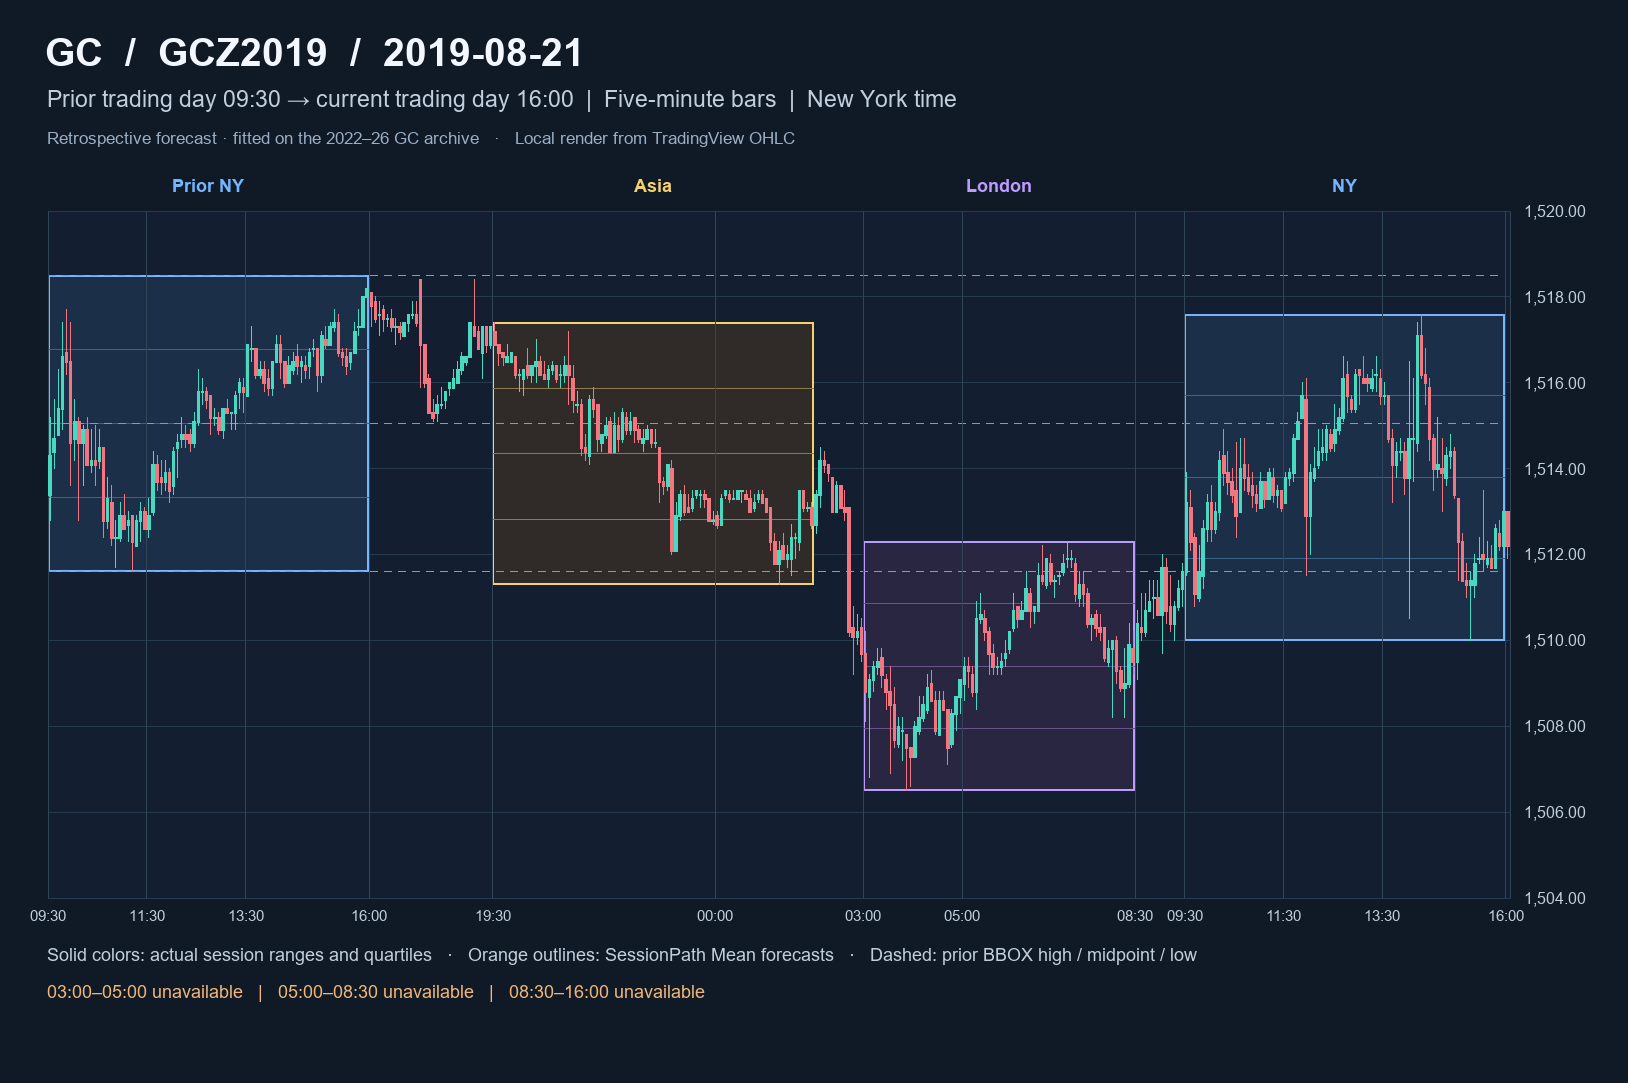 GC / GCZ2019 / 2019-08-21
Prior trading day 09:30 → current trading day 16:00 | Five-minute bars | New York time
Retrospective forecast · fitted on the 2022–26 GC archive · Local render from TradingView OHLC
Prior NY Asia London NY
1,520.00
1,518.00
1,516.00
1,514.00
1,512.00
1,510.00
1,508.00
1,506.00
1,504.00
09:30 11:30 13:30 16:00 19:30 00:00 03:00 05:00 08:30 09:30 11:30 13:30 16:00
Solid colors: actual session ranges and quartiles · Orange outlines: SessionPath Mean forecasts · Dashed: prior BBOX high / midpoint / low
03:00–05:00 unavailable | 05:00–08:30 unavailable | 08:30–16:00 unavailable